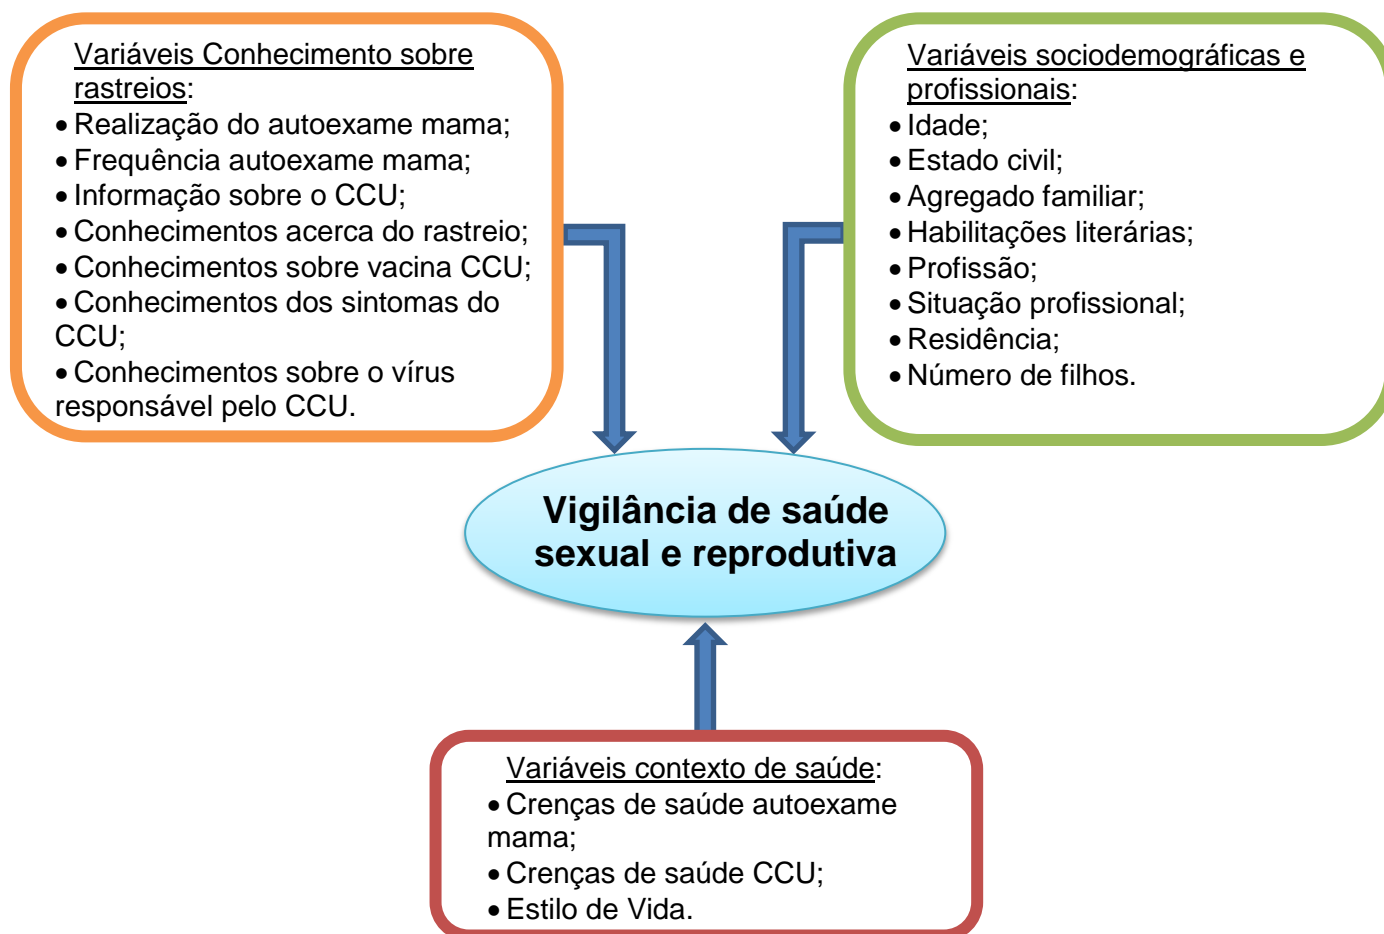 Variáveis Conhecimento sobre
rastreios:
• Realização do autoexame mama;
• Frequência autoexame mama;
• Informação sobre o CCU;
• Conhecimentos acerca do rastreio;
• Conhecimentos sobre vacina CCU;
• Conhecimentos dos sintomas do
CCU;
• Conhecimentos sobre o vírus
responsável pelo CCU.
Variáveis sociodemográficas e
profissionais:
• Idade;
• Estado civil;
• Agregado familiar;
• Habilitações literárias;
• Profissão;
• Situação profissional;
• Residência;
• Número de filhos.
Vigilância de saúde
sexual e reprodutiva
Variáveis contexto de saúde:
• Crenças de saúde autoexame
mama;
• Crenças de saúde CCU;
• Estilo de Vida.